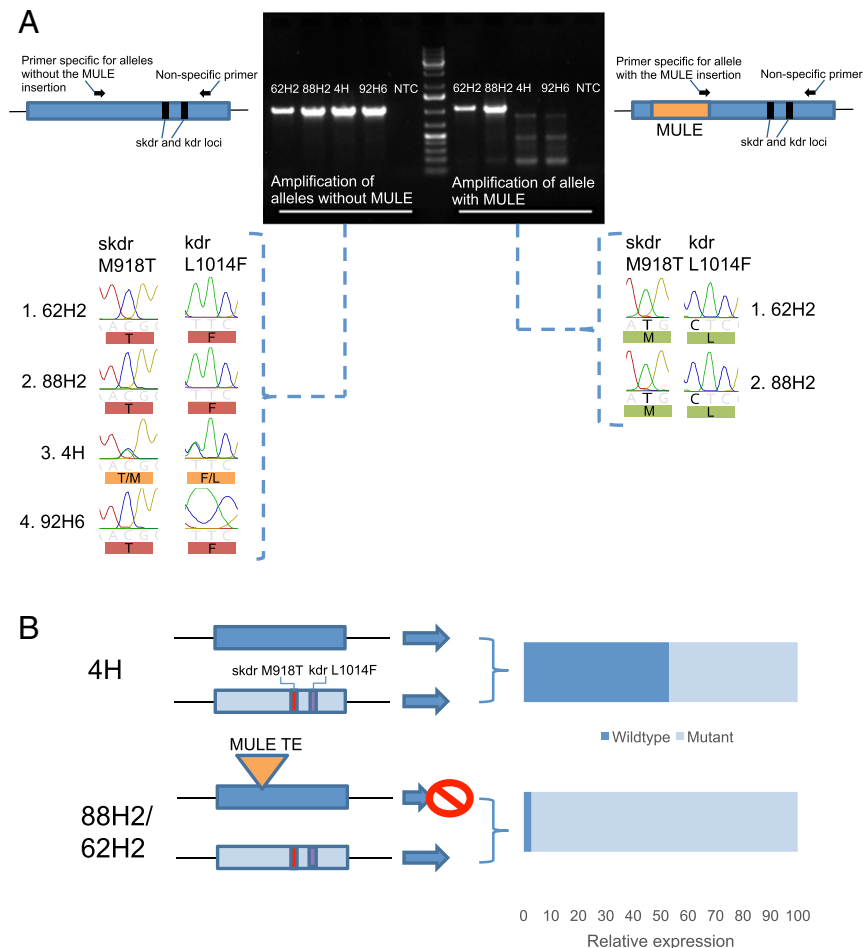 A
Primer specific for alleles
without the MULE
insertion
Non-specific primer
skdr and kdr loci
62H2 88H2 4H 92H6 NTC
62H2 88H2 4H 92H6 NTC
Amplification of
alleles without MULE
Amplification of allele
with MULE
Primer specific for allele
with the MULE insertion
Non-specific primer
MULE
skdr and kdr loci
skdr
M918T
kdr
L1014F
1. 62H2
A C G
T
T T C
F
2. 88H2
A C G
T
T T C
F
3. 4H
A C G
T/M
T T C
F/L
4. 92H6
A C G
T
T T C
F
skdr
M918T
kdr
L1014F
A T G
M
C T C
L
1. 62H2
A T G
M
C T C
L
2. 88H2
B
4H
skdr M918T kdr L1014F
MULE TE
88H2/
62H2
Wildtype Mutant
0 10 20 30 40 50 60 70 80 90 100
Relative expression